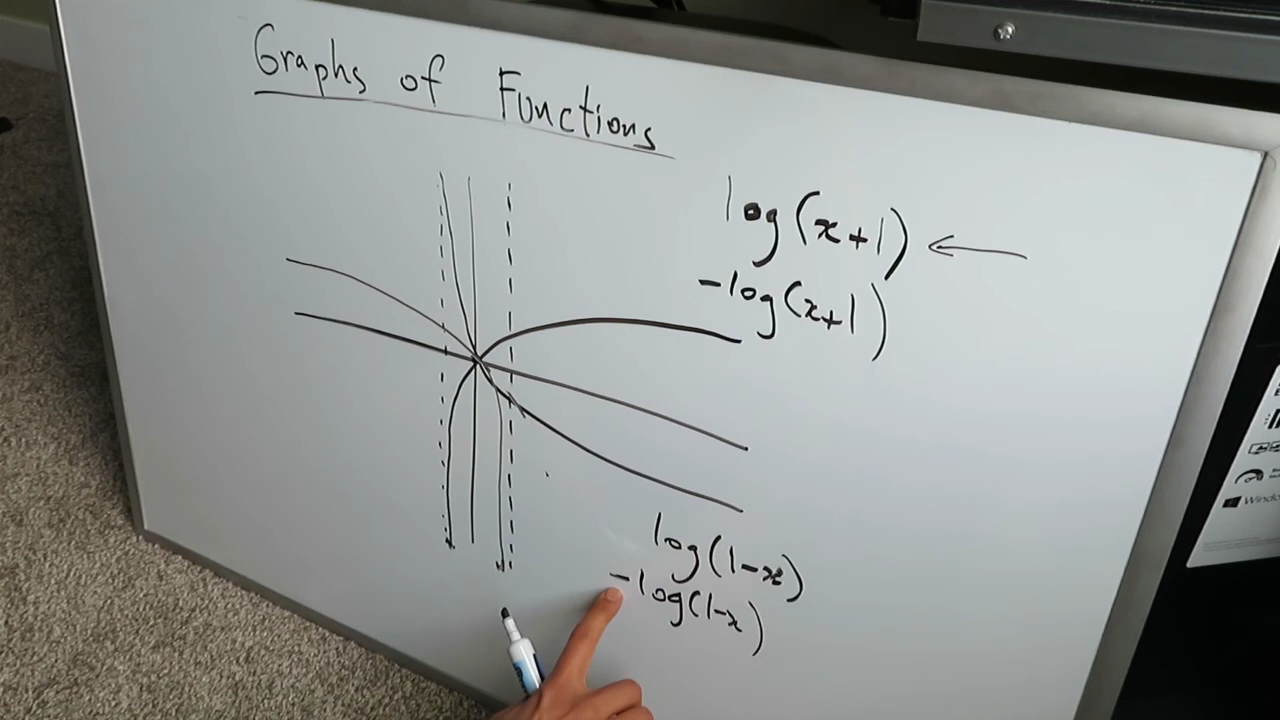 Graphs of Functions
log(x+1)
-log(x+1)
log(1-x)
-log(1-x)